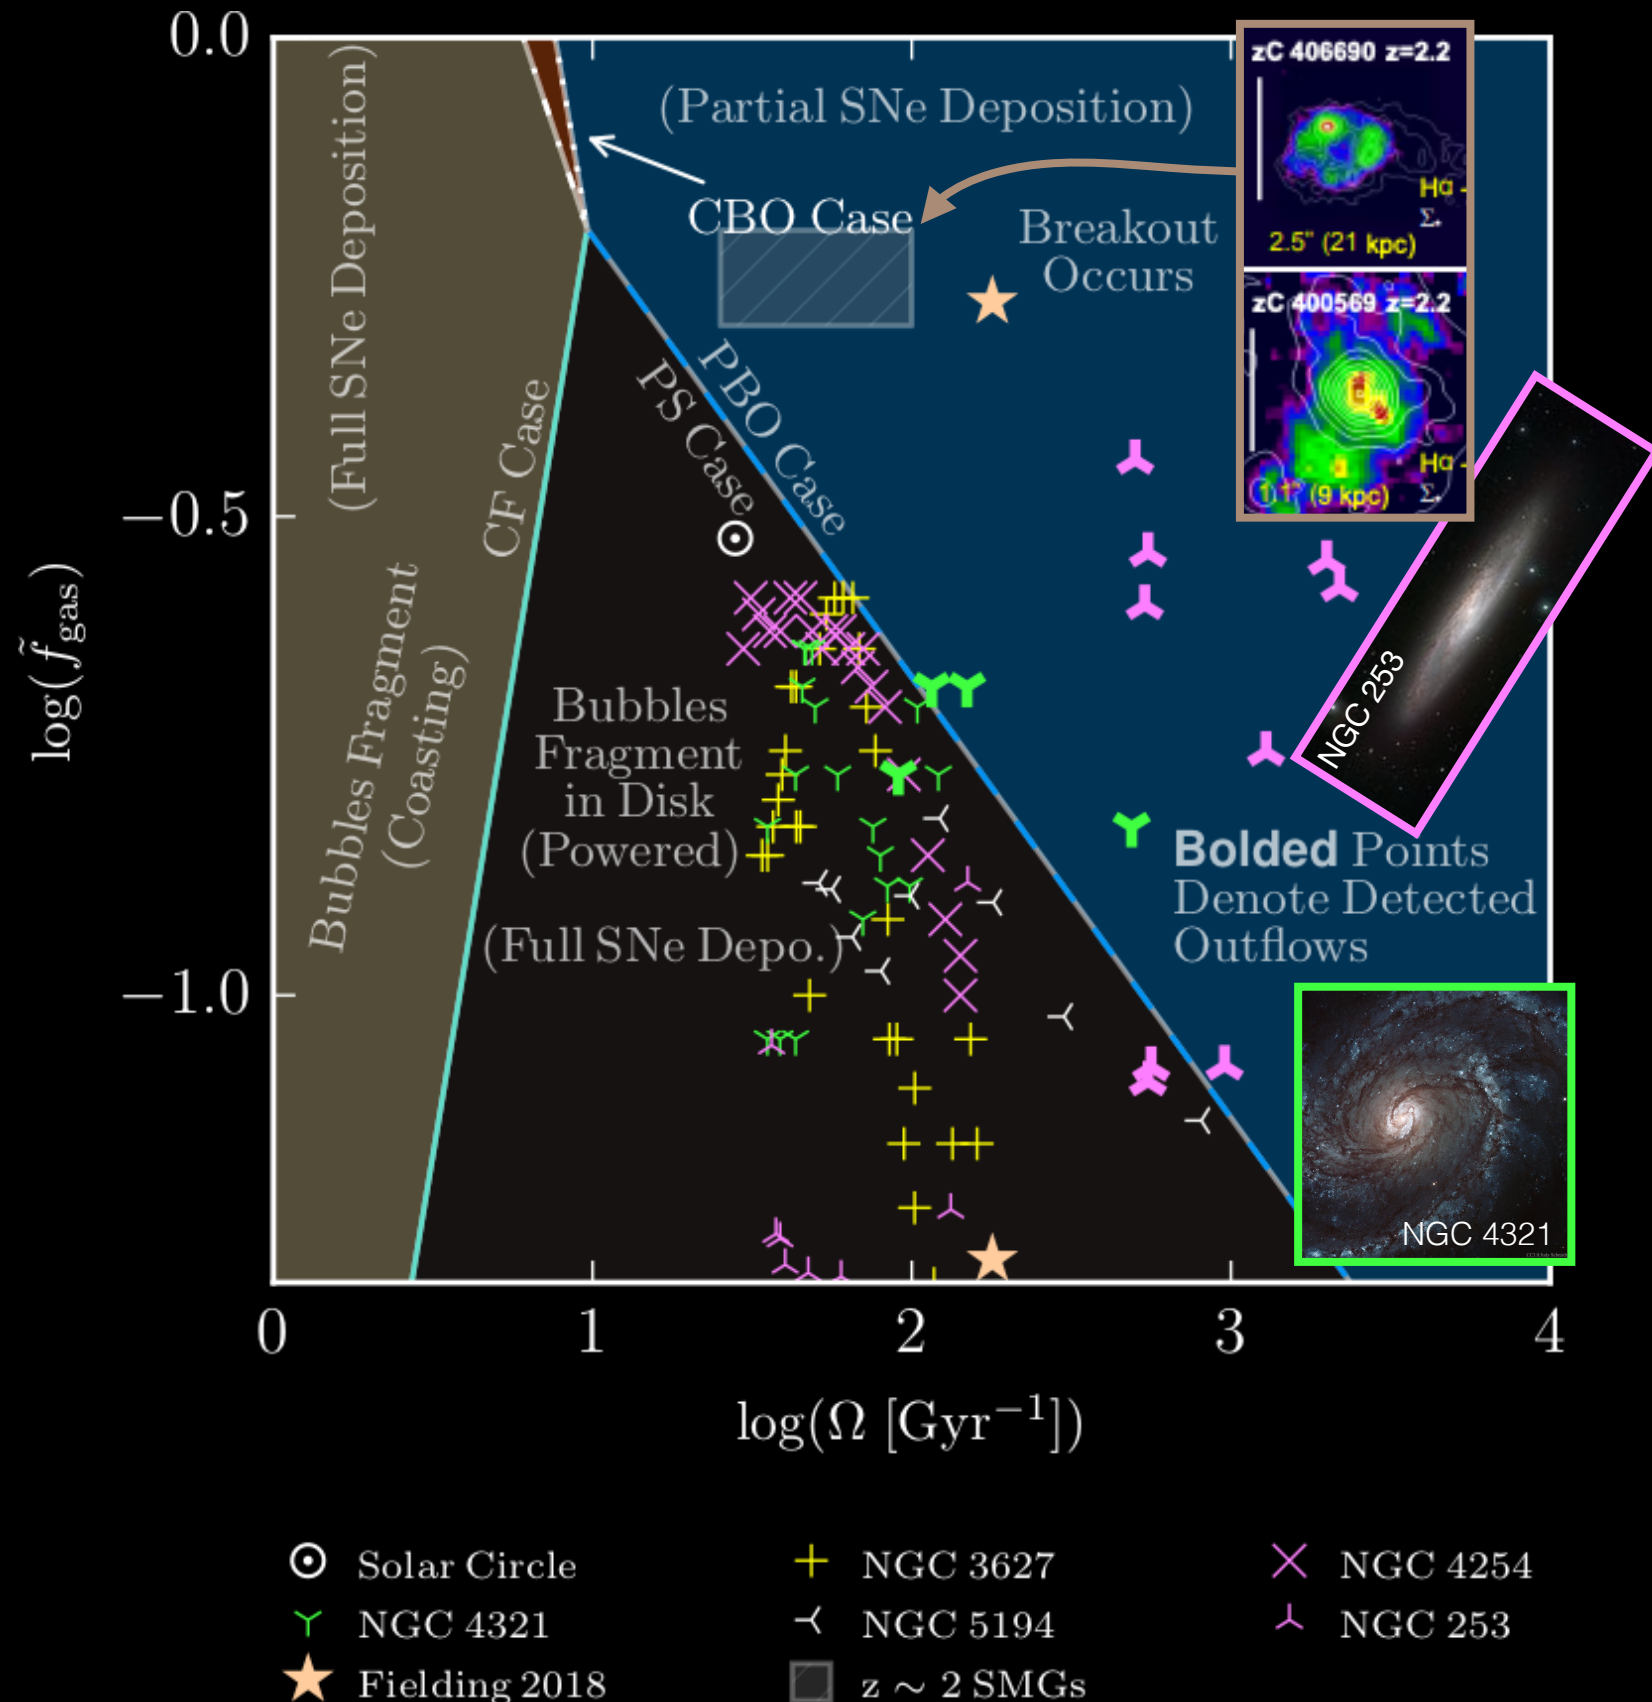 0.0
−0.5
−1.0
log(f̃gas)
0
1
2
3
4
log(Ω [Gyr⁻¹])
(Full SNe Deposition)
Bubbles Fragment
(Coasting)
CF Case
(Partial SNe Deposition)
CBO Case
Breakout
Occurs
PS Case
PBO Case
Bubbles
Fragment
in Disk
(Powered)
(Full SNe Depo.)
Bolded Points
Denote Detected
Outflows
zC 406690 z=2.2
Hα -
Σ*
2.5" (21 kpc)
zC 400569 z=2.2
Hα -
Σ*
1.1" (9 kpc)
NGC 253
NGC 4321
Solar Circle
NGC 3627
NGC 4254
NGC 4321
NGC 5194
NGC 253
Fielding 2018
z ∼ 2 SMGs